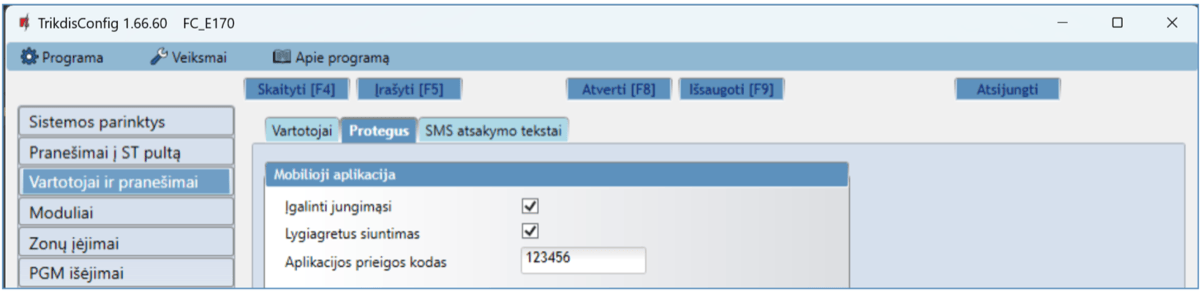 TrikdisConfig 1.66.60 FC_E170
Programa Veiksmai Apie programą
Skaityti [F4] Įrašyti [F5] Atverti [F8] Išsaugoti [F9] Atsijungti
Sistemos parinktys
Pranešimai į ST pultą
Vartotojai ir pranešimai
Moduliai
Zonų įėjimai
PGM išėjimai
Vartotojai Protegus SMS atsakymo tekstai
Mobilioji aplikacija
Įgalinti jungimąsi
Lygiagretus siuntimas
Aplikacijos prieigos kodas 123456